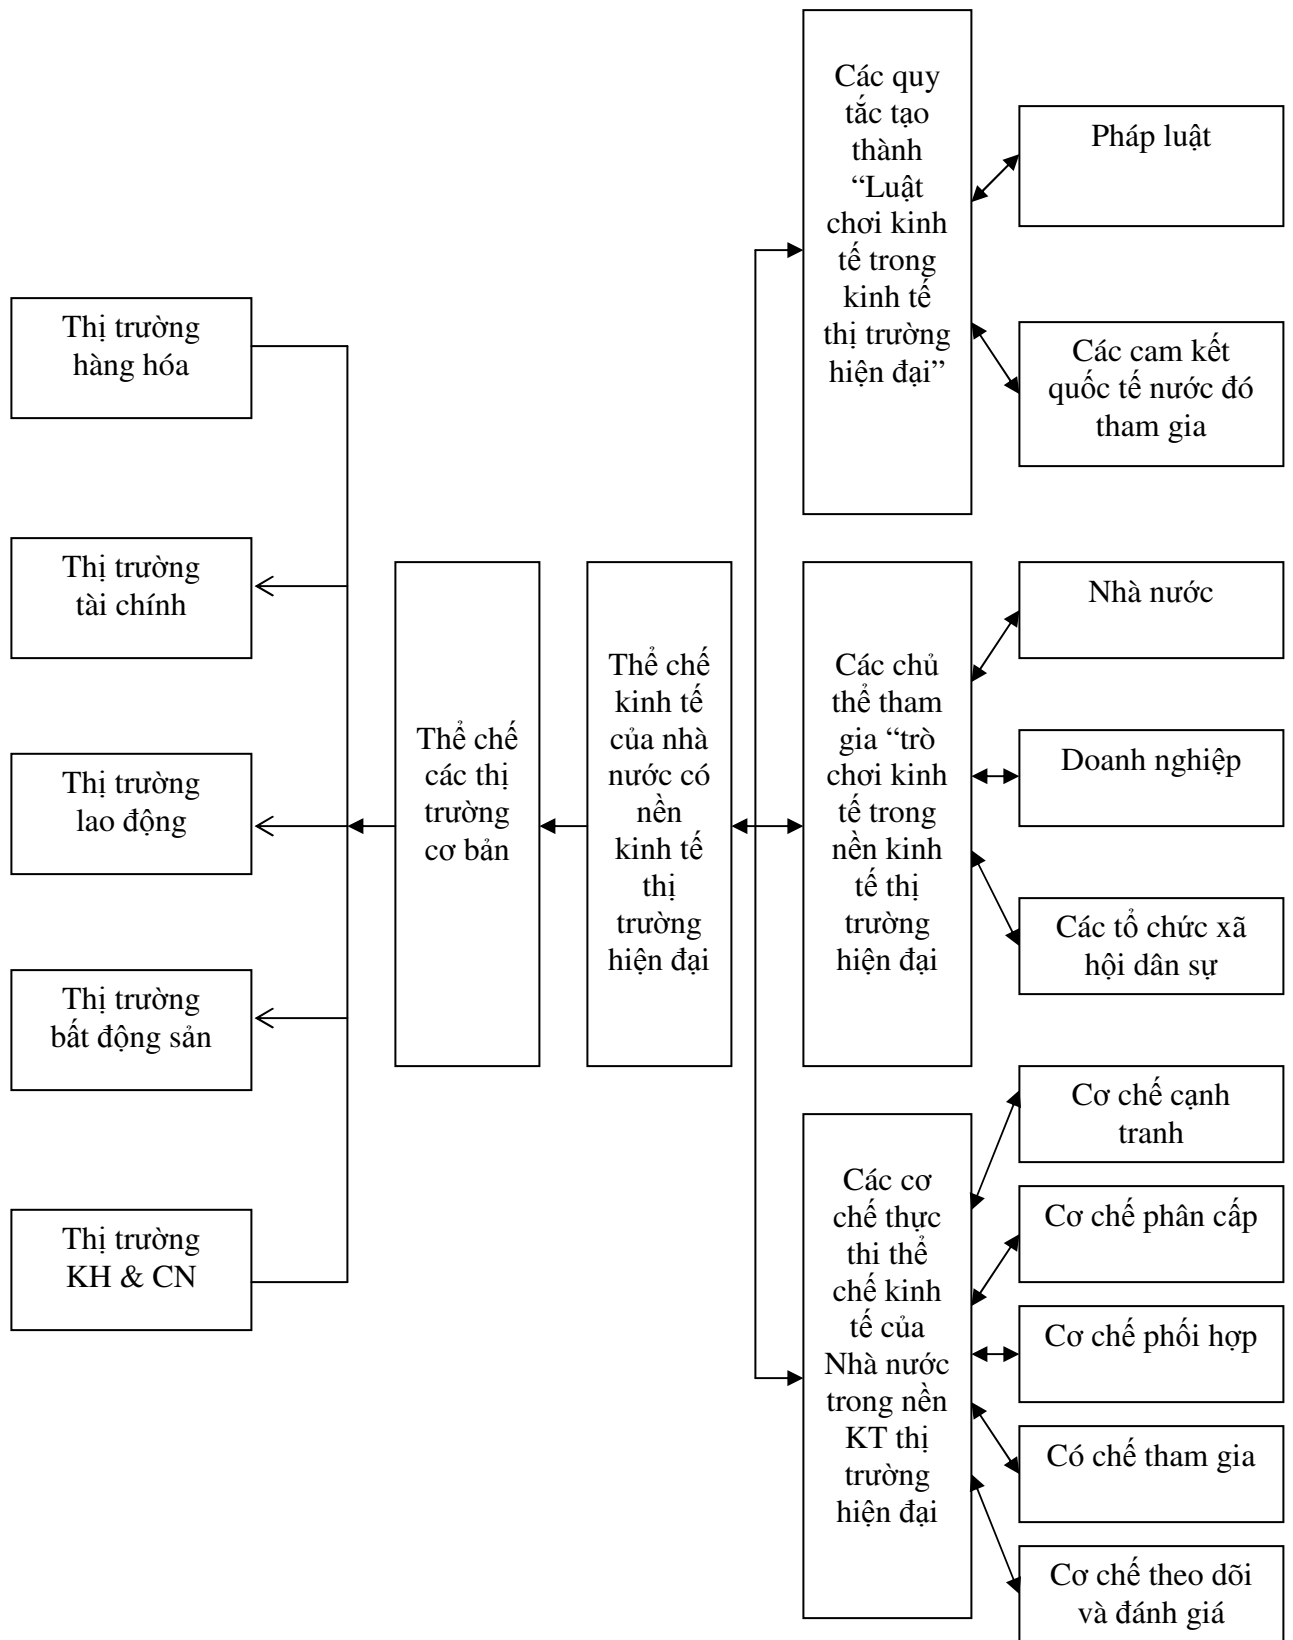 Thị trường
hàng hóa
Thị trường
tài chính
Thị trường
lao động
Thị trường
bất động sản
Thị trường
KH & CN
Thể chế
các thị
trường
cơ bản
Thể chế
kinh tế
của nhà
nước có
nền
kinh tế
thị
trường
hiện đại
Các quy
tắc tạo
thành
“Luật
chơi kinh
tế trong
kinh tế
thị trường
hiện đại”
Pháp luật
Các cam kết
quốc tế nước đó
tham gia
Các chủ
thể tham
gia “trò
chơi kinh
tế trong
nền kinh
tế thị
trường
hiện đại
Nhà nước
Doanh nghiệp
Các tổ chức xã
hội dân sự
Các cơ
chế thực
thi thể
chế kinh
tế của
Nhà nước
trong nền
KT thị
trường
hiện đại
Cơ chế cạnh
tranh
Cơ chế phân cấp
Cơ chế phối hợp
Có chế tham gia
Cơ chế theo dõi
và đánh giá